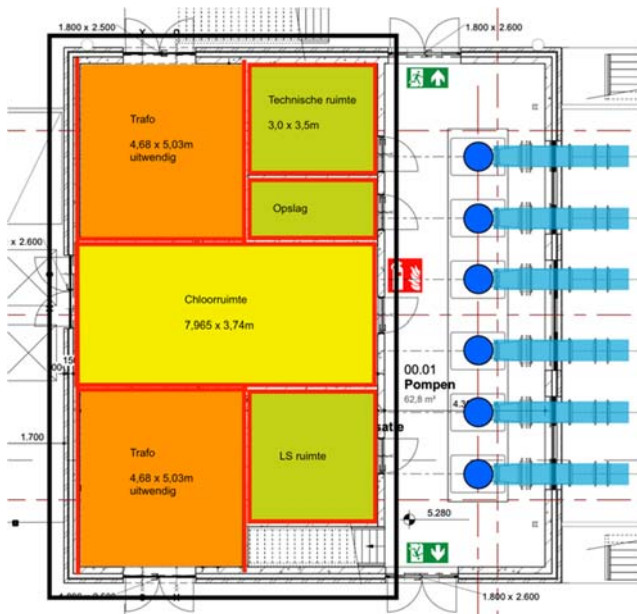 1.800 x 2.500
1.800 x 2.600
Trafo
4,68 x 5,03m
uitwendig
Technische ruimte
3,0 x 3,5m
Opslag
x 2.600
Chloorruimte
7,965 x 3,74m
00.01
Pompen
62,8 m²
Trafo
4,68 x 5,03m
uitwendig
LS ruimte
1.700
5.280
1.800 x 2.600